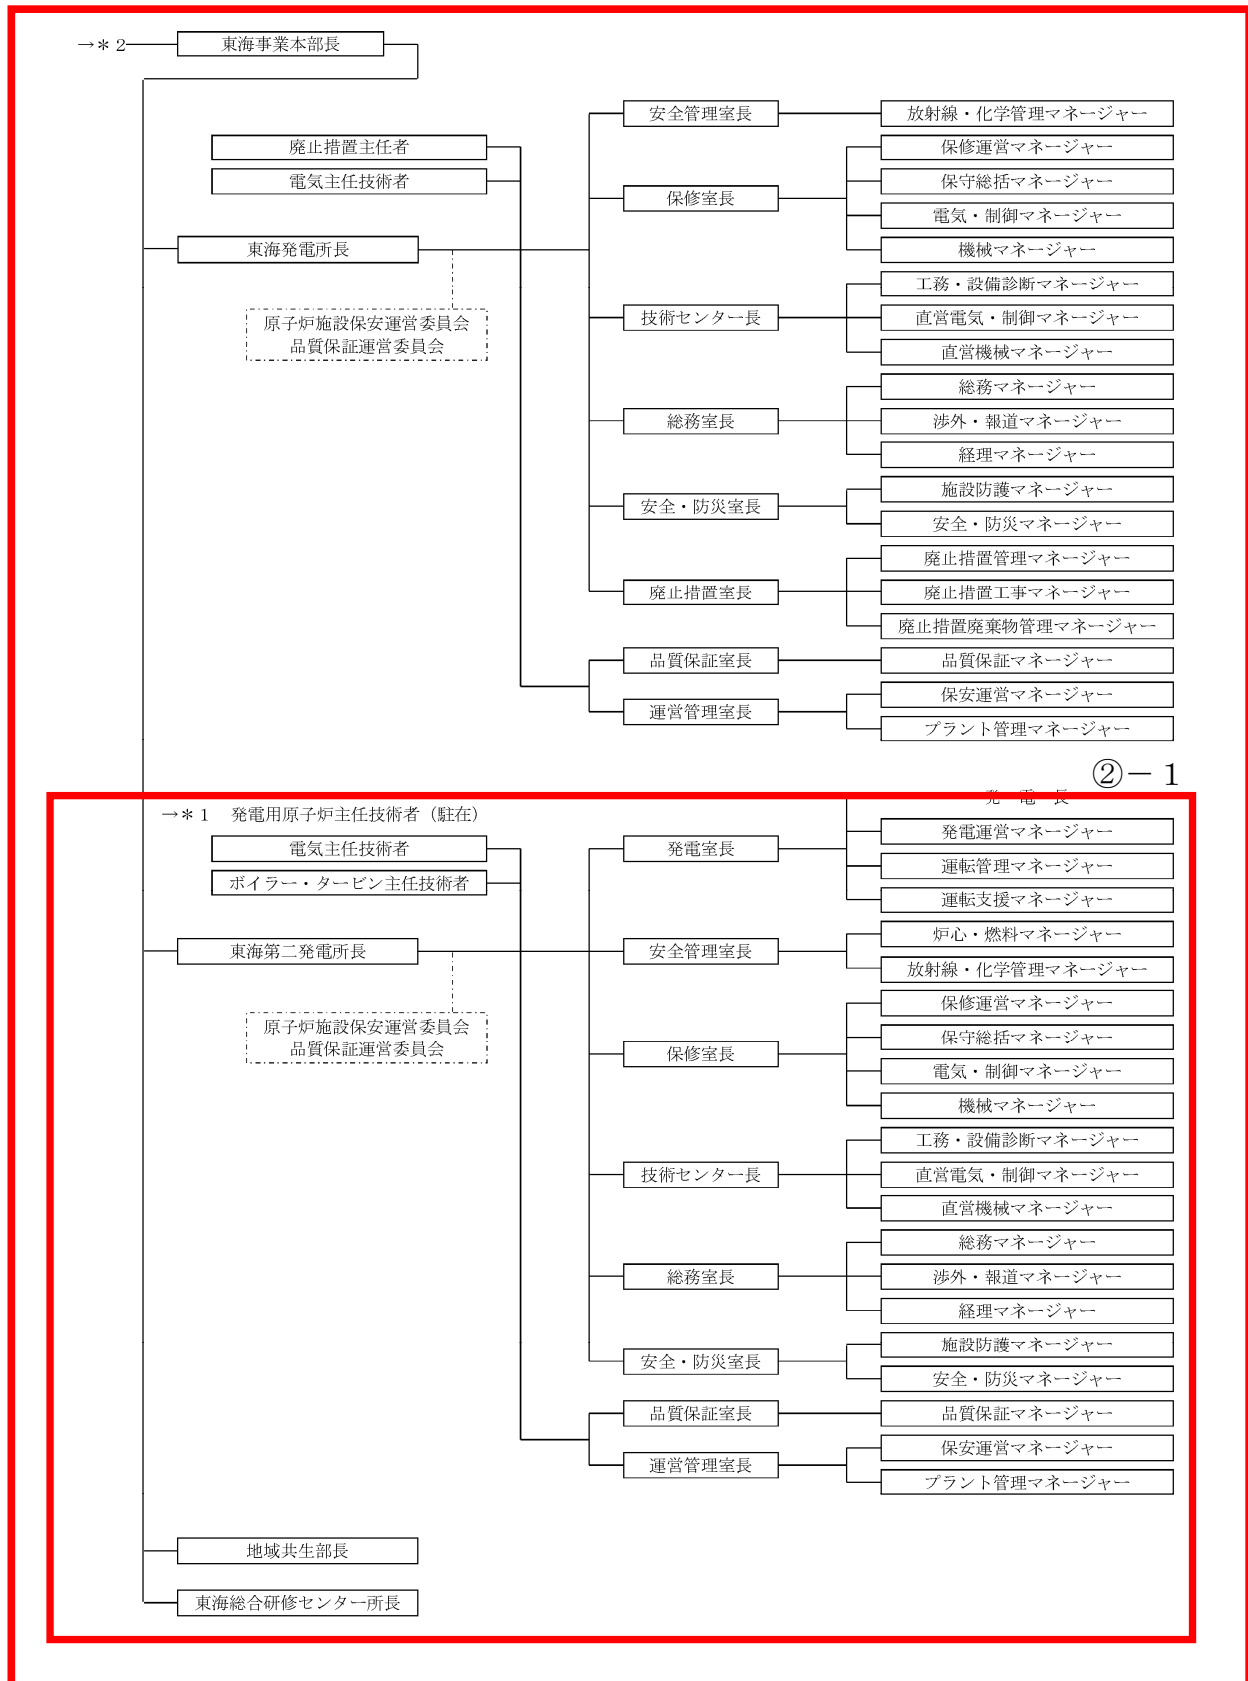 →＊2 東海事業本部長
安全管理室長 放射線・化学管理マネージャー
廃止措置主任者 保修運営マネージャー
電気主任技術者 保守総括マネージャー
保修室長
電気・制御マネージャー
東海発電所長 機械マネージャー
工務・設備診断マネージャー
原子炉施設保安運営委員会
品質保証運営委員会
技術センター長 直営電気・制御マネージャー
直営機械マネージャー
総務マネージャー
総務室長 渉外・報道マネージャー
経理マネージャー
施設防護マネージャー
安全・防災室長
安全・防災マネージャー
廃止措置管理マネージャー
廃止措置室長 廃止措置工事マネージャー
廃止措置廃棄物管理マネージャー
品質保証室長 品質保証マネージャー
保安運営マネージャー
運営管理室長
プラント管理マネージャー
②－1
発電長
→＊1 発電用原子炉主任技術者（駐在）
発電運営マネージャー
電気主任技術者 発電室長
運転管理マネージャー
ボイラー・タービン主任技術者
運転支援マネージャー
炉心・燃料マネージャー
東海第二発電所長 安全管理室長
放射線・化学管理マネージャー
保修運営マネージャー
原子炉施設保安運営委員会
品質保証運営委員会
保守総括マネージャー
保修室長
電気・制御マネージャー
機械マネージャー
工務・設備診断マネージャー
技術センター長 直営電気・制御マネージャー
直営機械マネージャー
総務マネージャー
総務室長 渉外・報道マネージャー
経理マネージャー
施設防護マネージャー
安全・防災室長
安全・防災マネージャー
品質保証室長 品質保証マネージャー
保安運営マネージャー
運営管理室長
プラント管理マネージャー
地域共生部長
東海総合研修センター所長